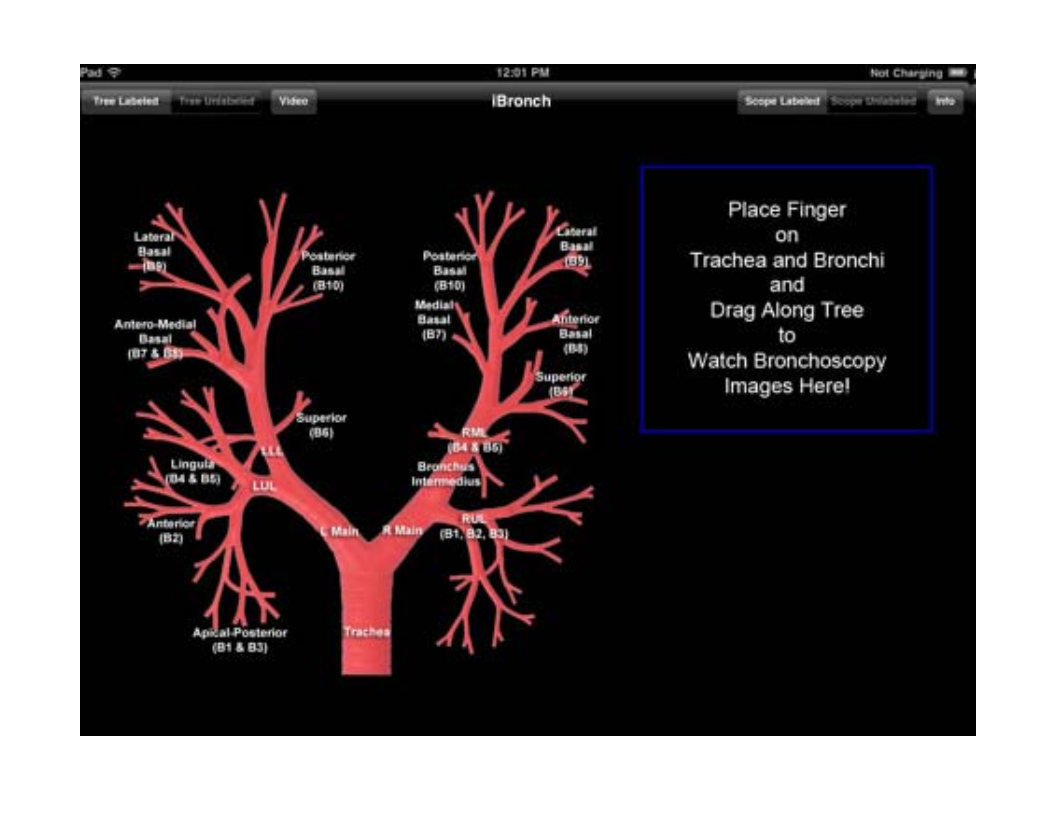 Pad 12:01 PM Not Charging
Tree Labeled Tree Unlabeled Video iBronch Scope Labeled Scope Unlabeled Info
Place Finger
on
Trachea and Bronchi
and
Drag Along Tree
to
Watch Bronchoscopy
Images Here!
Lateral
Basal
(B9)
Posterior
Basal
(B10)
Antero-Medial
Basal
(B7 & B8)
Superior
(B6)
LLL
Lingula
(B4 & B5)
LUL
Anterior
(B2)
Apical-Posterior
(B1 & B3)
L Main
R Main
Trachea
Posterior
Basal
(B10)
Lateral
Basal
(B9)
Medial
Basal
(B7)
Anterior
Basal
(B8)
Superior
(B6)
RML
(B4 & B5)
Bronchus
Intermedius
RUL
(B1, B2, B3)